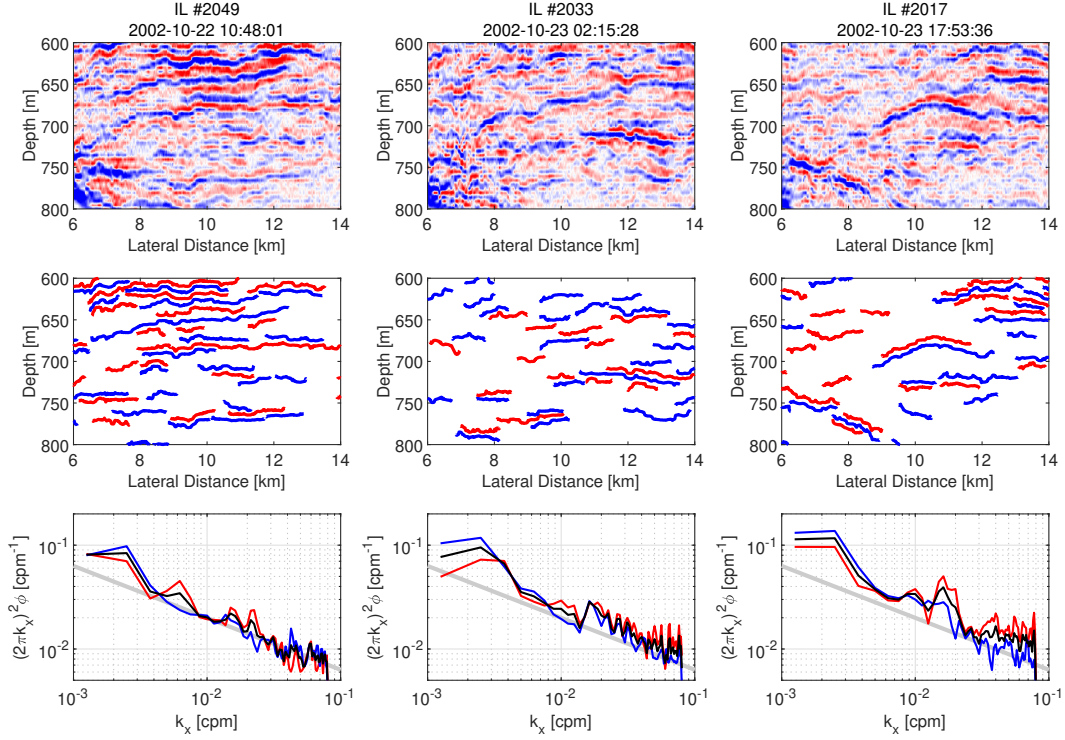 IL #2049
2002-10-22 10:48:01
IL #2033
2002-10-23 02:15:28
IL #2017
2002-10-23 17:53:36
Depth [m]
600
650
700
750
800
6 8 10 12 14
Lateral Distance [km]
Depth [m]
600
650
700
750
800
6 8 10 12 14
Lateral Distance [km]
Depth [m]
600
650
700
750
800
6 8 10 12 14
Lateral Distance [km]
Depth [m]
600
650
700
750
800
6 8 10 12 14
Lateral Distance [km]
Depth [m]
600
650
700
750
800
6 8 10 12 14
Lateral Distance [km]
Depth [m]
600
650
700
750
800
6 8 10 12 14
Lateral Distance [km]
(2πkₓ)²ϕ [cpm⁻¹]
10⁻¹
10⁻²
10⁻³ 10⁻² 10⁻¹
kₓ [cpm]
(2πkₓ)²ϕ [cpm⁻¹]
10⁻¹
10⁻²
10⁻³ 10⁻² 10⁻¹
kₓ [cpm]
(2πkₓ)²ϕ [cpm⁻¹]
10⁻¹
10⁻²
10⁻³ 10⁻² 10⁻¹
kₓ [cpm]